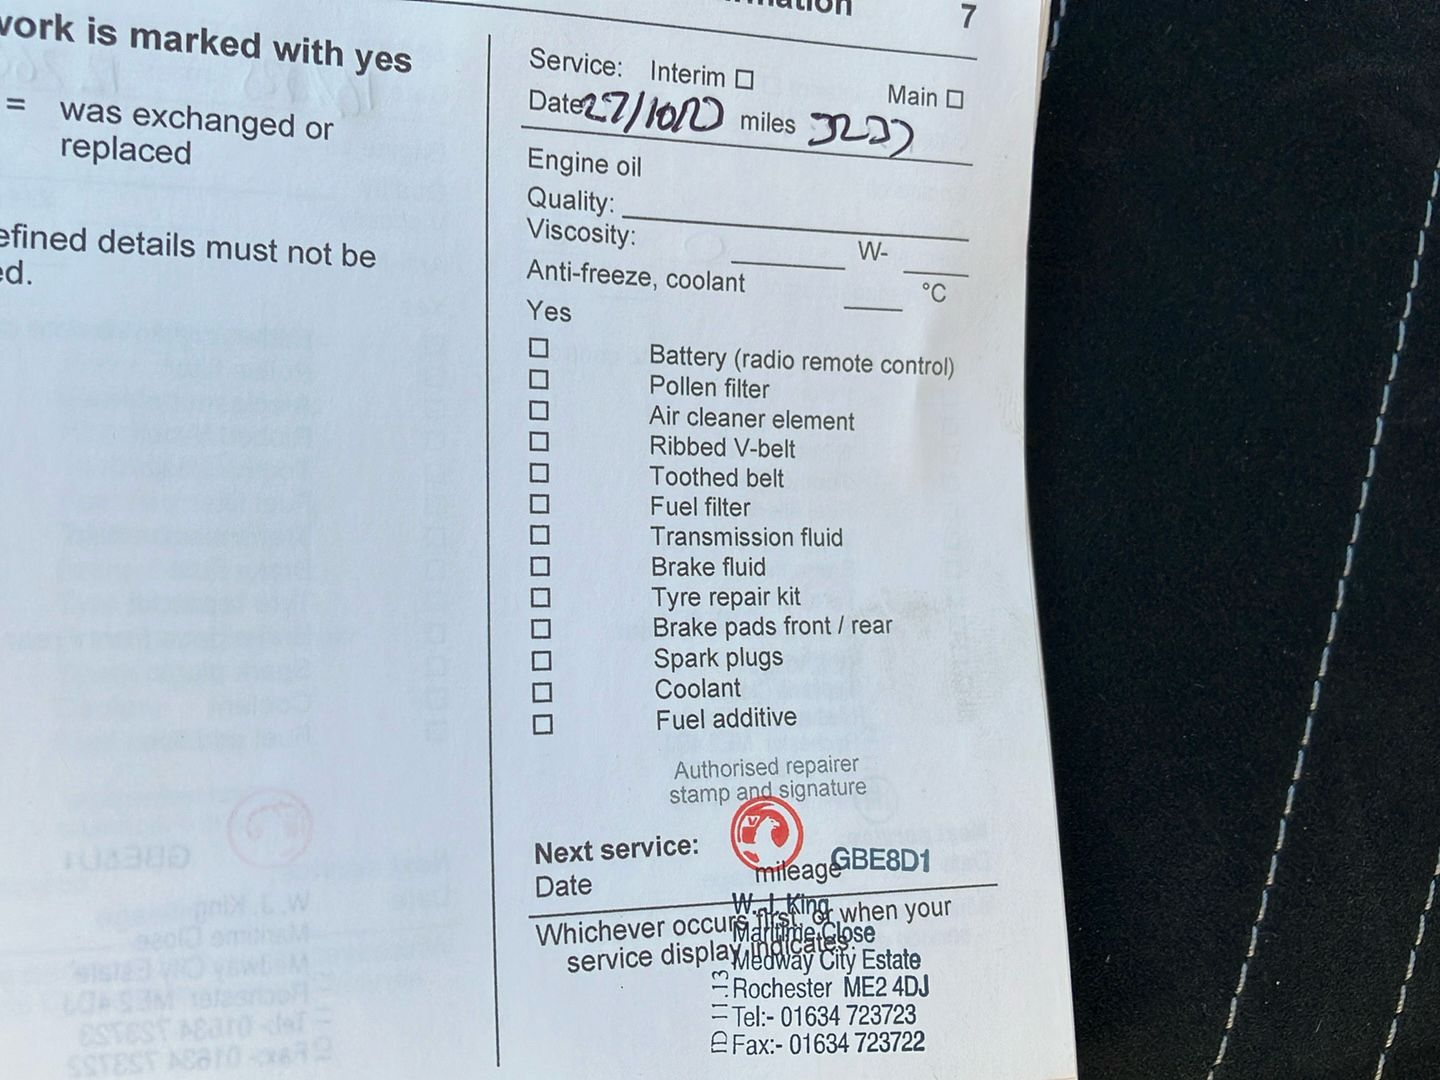 7
work is marked with yes
= was exchanged or
replaced
efined details must not be
ed.
Service: Interim Main
Date 27/10/ miles
Engine oil
Quality:
Viscosity: W-
Anti-freeze, coolant °C
Yes
Battery (radio remote control)
Pollen filter
Air cleaner element
Ribbed V-belt
Toothed belt
Fuel filter
Transmission fluid
Brake fluid
Tyre repair kit
Brake pads front / rear
Spark plugs
Coolant
Fuel additive
Authorised repairer
stamp and signature
Next service:
Date mileage
GBE8D1
Whichever occurs first, or when your
service display indicates.
W. J. King
Maritime Close
Medway City Estate
Rochester ME2 4DJ
Tel:- 01634 723723
Fax:- 01634 723722